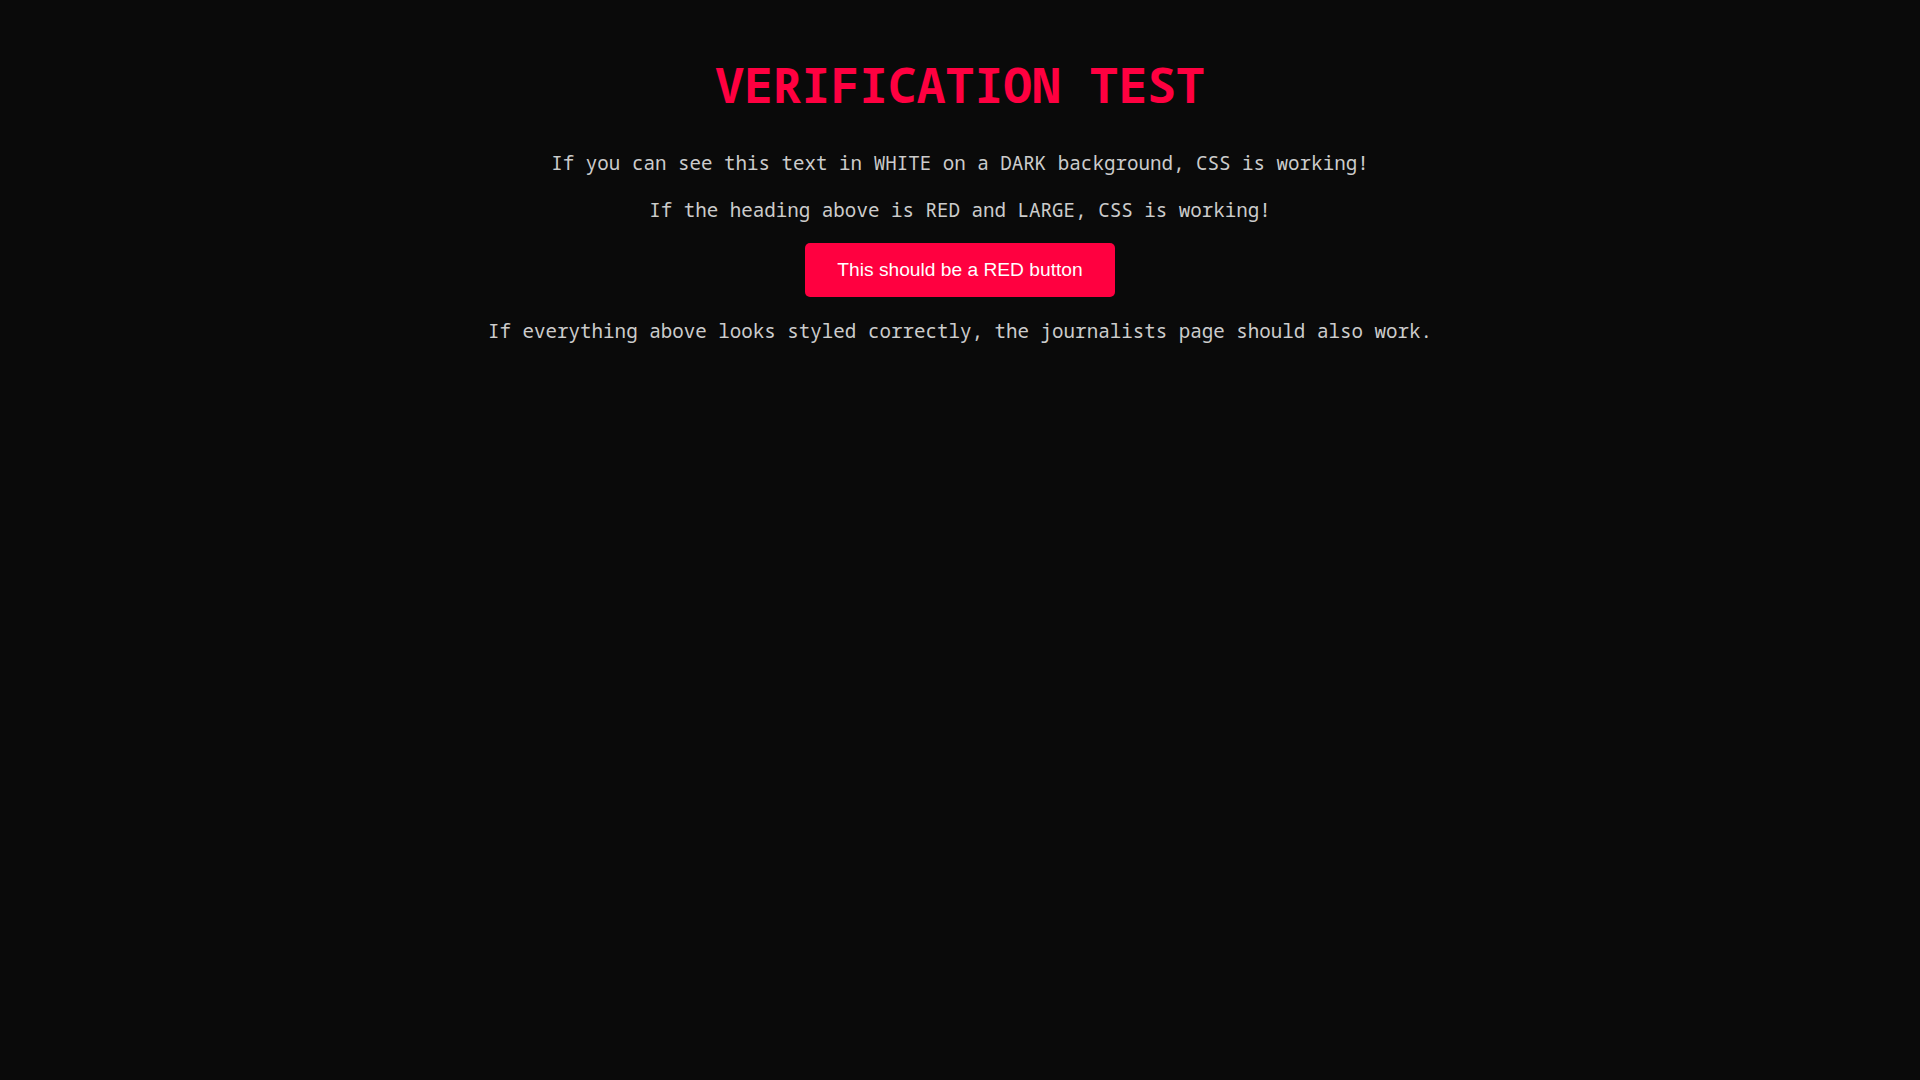 VERIFICATION TEST
If you can see this text in WHITE on a DARK background, CSS is working!
If the heading above is RED and LARGE, CSS is working!
This should be a RED button
If everything above looks styled correctly, the journalists page should also work.